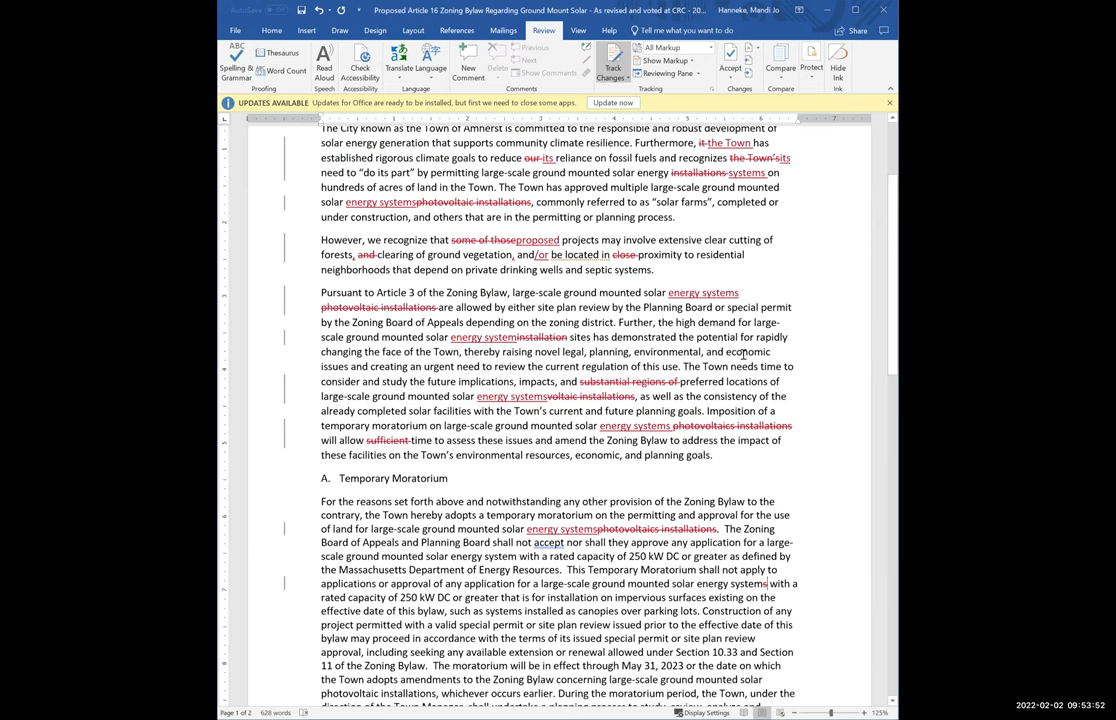 AutoSave Off
Proposed Article 16 Zoning Bylaw Regarding Ground Mount Solar - As revised and voted at CRC - 20...
Hanneke, Mandi Jo
File Home Insert Draw Design Layout References Mailings Review View Help Tell me what you want to do Share
ABC
Spelling & Grammar
Thesaurus
Word Count
Proofing
Read Aloud
Speech
Check Accessibility
Accessibility
Translate Language
Language
New Comment
Delete
Previous
Next
Show Comments
Comments
Track Changes
All Markup
Show Markup
Reviewing Pane
Tracking
Accept
Changes
Compare
Compare
Protect
Hide Ink
Ink
UPDATES AVAILABLE Updates for Office are ready to be installed, but first we need to close some apps. Update now
The City known as the Town of Amherst is committed to the responsible and robust development of
solar energy generation that supports community climate resilience. Furthermore, it the Town has
established rigorous climate goals to reduce our its reliance on fossil fuels and recognizes the Town'sits
need to “do its part” by permitting large-scale ground mounted solar energy installations systems on
hundreds of acres of land in the Town. The Town has approved multiple large-scale ground mounted
solar energy systemsphotovoltaic installations, commonly referred to as “solar farms”, completed or
under construction, and others that are in the permitting or planning process.
However, we recognize that some of thoseproposed projects may involve extensive clear cutting of
forests, and clearing of ground vegetation, and/or be located in close proximity to residential
neighborhoods that depend on private drinking wells and septic systems.
Pursuant to Article 3 of the Zoning Bylaw, large-scale ground mounted solar energy systems
photovoltaic installations are allowed by either site plan review by the Planning Board or special permit
by the Zoning Board of Appeals depending on the zoning district. Further, the high demand for large-
scale ground mounted solar energy systeminstallation sites has demonstrated the potential for rapidly
changing the face of the Town, thereby raising novel legal, planning, environmental, and economic
issues and creating an urgent need to review the current regulation of this use. The Town needs time to
consider and study the future implications, impacts, and substantial regions of preferred locations of
large-scale ground mounted solar energy systemsvoltaic installations, as well as the consistency of the
already completed solar facilities with the Town's current and future planning goals. Imposition of a
temporary moratorium on large-scale ground mounted solar energy systems photovoltaics installations
will allow sufficient time to assess these issues and amend the Zoning Bylaw to address the impact of
these facilities on the Town's environmental resources, economic, and planning goals.
A. Temporary Moratorium
For the reasons set forth above and notwithstanding any other provision of the Zoning Bylaw to the
contrary, the Town hereby adopts a temporary moratorium on the permitting and approval for the use
of land for large-scale ground mounted solar energy systemsphotovoltaics installations. The Zoning
Board of Appeals and Planning Board shall not accept nor shall they approve any application for a large-
scale ground mounted solar energy system with a rated capacity of 250 kW DC or greater as defined by
the Massachusetts Department of Energy Resources. This Temporary Moratorium shall not apply to
applications or approval of any application for a large-scale ground mounted solar energy systems with a
rated capacity of 250 kW DC or greater that is for installation on impervious surfaces existing on the
effective date of this bylaw, such as systems installed as canopies over parking lots. Construction of any
project permitted with a valid special permit or site plan review issued prior to the effective date of this
bylaw may proceed in accordance with the terms of its issued special permit or site plan review
approval, including seeking any available extension or renewal allowed under Section 10.33 and Section
11 of the Zoning Bylaw. The moratorium will be in effect through May 31, 2023 or the date on which
the Town adopts amendments to the Zoning Bylaw concerning large-scale ground mounted solar
photovoltaic installations, whichever occurs earlier. During the moratorium period, the Town, under the
direction of the Town Manager, shall undertake a planning process to study, review, analyze and
Page 1 of 2 628 words Display Settings 125%
2022-02-02 09:53:52